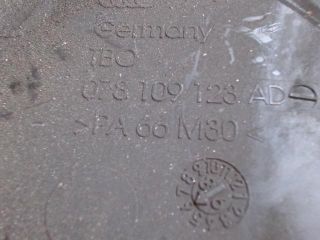 Germany
TBO
078 109 123 AD D
>PA 66 M30<